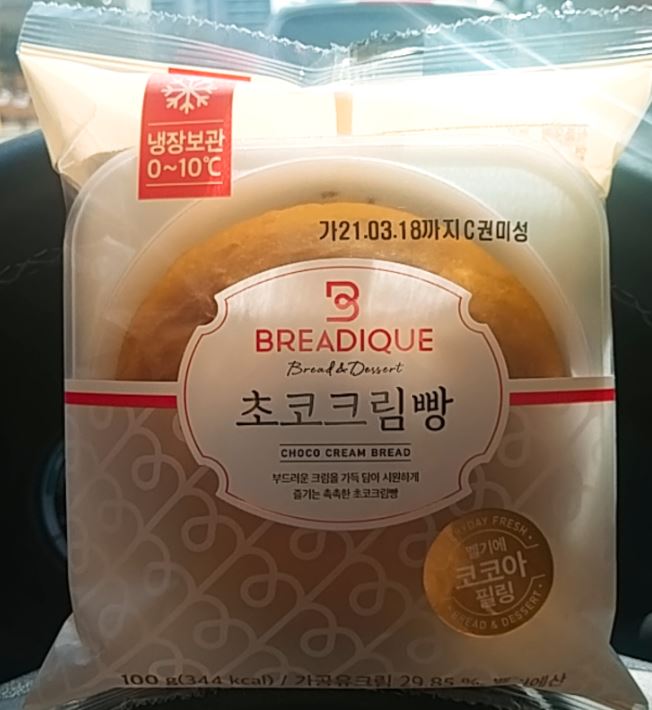 냉장보관
0~10℃
가21.03.18까지C권미성
BREADIQUE
Bread & Dessert
초코크림빵
CHOCO CREAM BREAD
부드러운 크림을 가득 담아 시원하게
즐기는 촉촉한 초코크림빵
FRESH
벨기에
코코아
필링
BREAD & DESSERT
100 g(344 kcal) / 가공유크림 29.85 %,